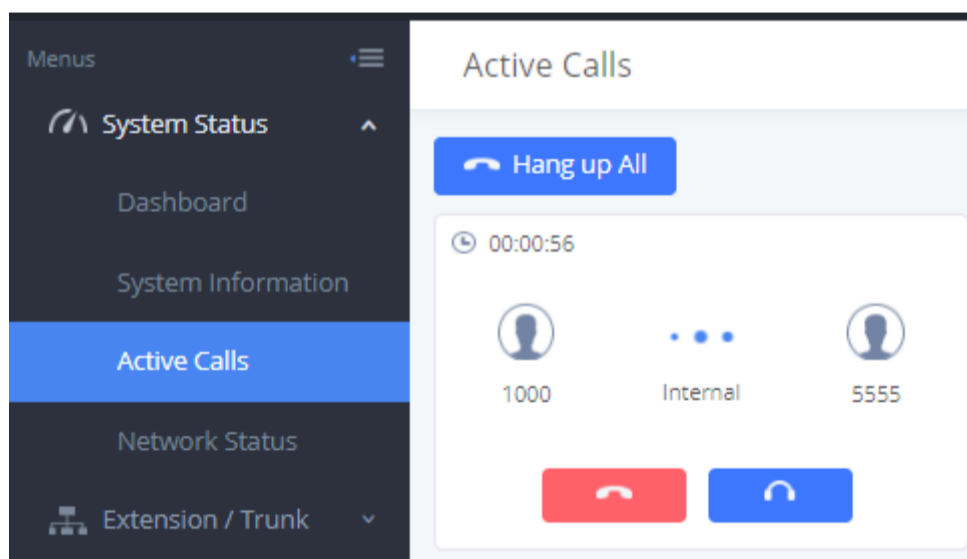 Menus
System Status
Dashboard
System Information
Active Calls
Network Status
Extension / Trunk
Active Calls
Hang up All
00:00:56
1000 Internal 5555